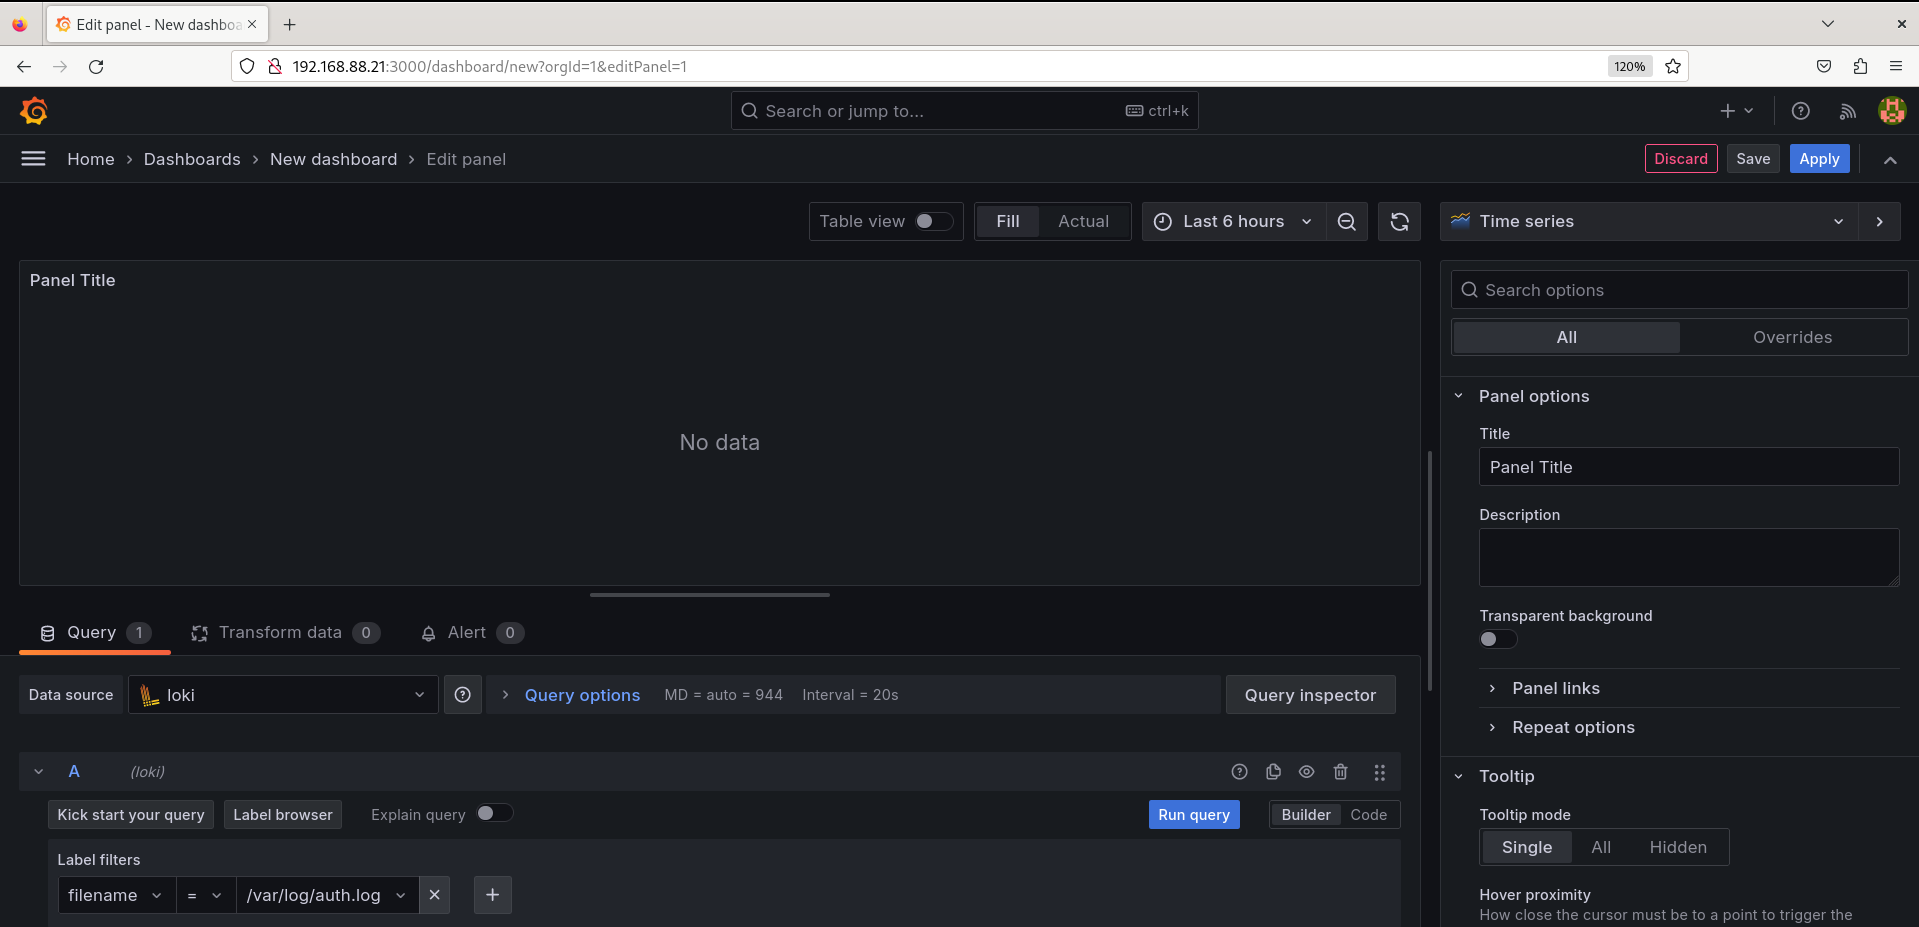 Edit panel - New dashboa
192.168.88.21:3000/dashboard/new?orgId=1&editPanel=1
120%
Search or jump to...
ctrl+k
Home › Dashboards › New dashboard › Edit panel
Discard
Save
Apply
Table view
Fill
Actual
Last 6 hours
Time series
Panel Title
No data
Search options
All
Overrides
Panel options
Title
Panel Title
Description
Transparent background
Panel links
Repeat options
Tooltip
Tooltip mode
Single
All
Hidden
Hover proximity
How close the cursor must be to a point to trigger the
Query 1
Transform data 0
Alert 0
Data source
loki
Query options
MD = auto = 944
Interval = 20s
Query inspector
A
(loki)
Kick start your query
Label browser
Explain query
Run query
Builder
Code
Label filters
filename
=
/var/log/auth.log